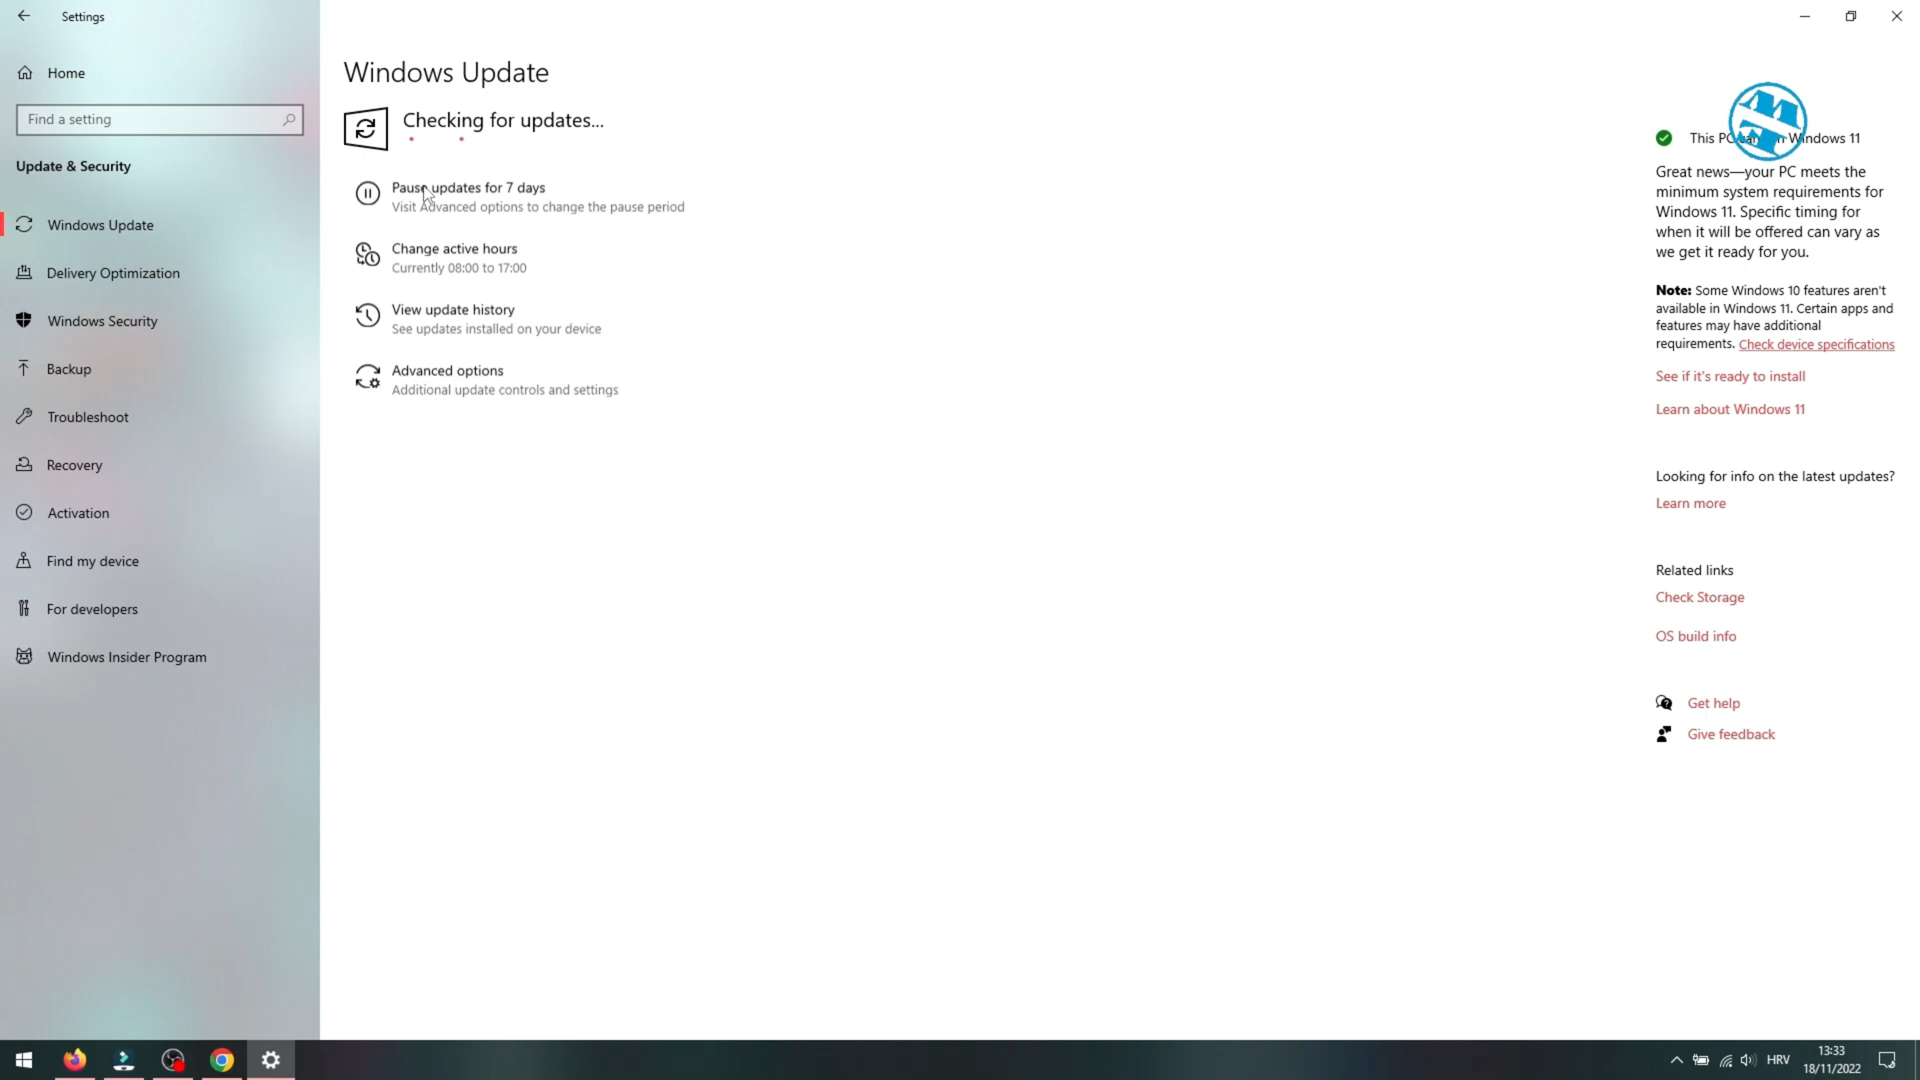 Settings
Home
Find a setting
Update & Security
Windows Update
Delivery Optimization
Windows Security
Backup
Troubleshoot
Recovery
Activation
Find my device
For developers
Windows Insider Program
Windows Update
Checking for updates...
Pause updates for 7 days
Visit Advanced options to change the pause period
Change active hours
Currently 08:00 to 17:00
View update history
See updates installed on your device
Advanced options
Additional update controls and settings
This PC can Windows 11
Great news—your PC meets the
minimum system requirements for
Windows 11. Specific timing for
when it will be offered can vary as
we get it ready for you.
Note: Some Windows 10 features aren't
available in Windows 11. Certain apps and
features may have additional
requirements. Check device specifications
See if it's ready to install
Learn about Windows 11
Looking for info on the latest updates?
Learn more
Related links
Check Storage
OS build info
Get help
Give feedback
HRV
13:33
18/11/2022